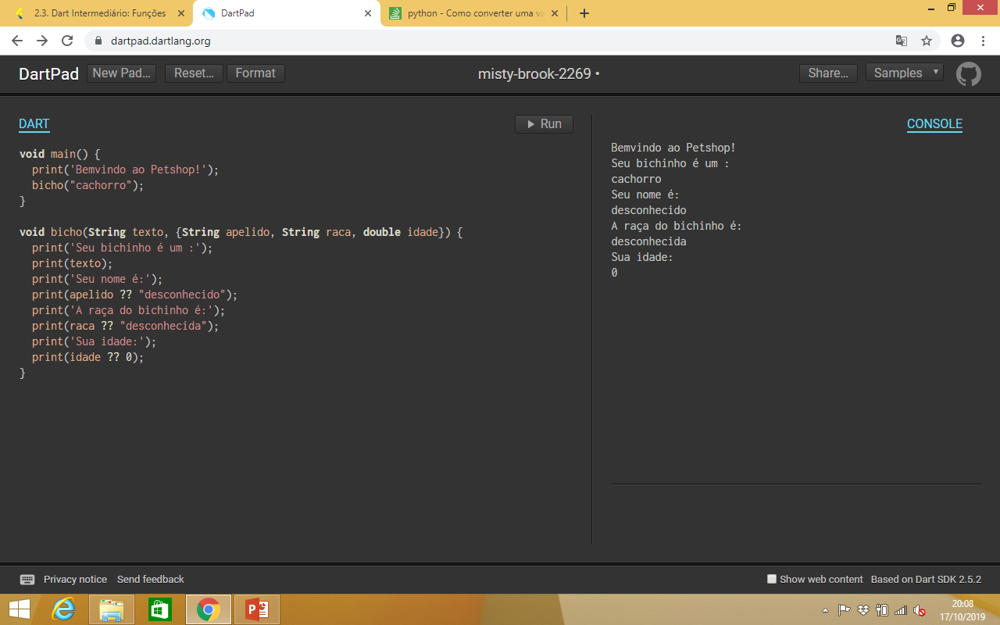 2.3. Dart Intermediário: Funções
DartPad
python - Como converter uma va
dartpad.dartlang.org
DartPad
New Pad...
Reset...
Format
misty-brook-2269 •
Share...
Samples
DART
Run
CONSOLE
void main() {
print('Bemvindo ao Petshop!');
bicho("cachorro");
}
void bicho(String texto, {String apelido, String raca, double idade}) {
print('Seu bichinho é um :');
print(texto);
print('Seu nome é:');
print(apelido ?? "desconhecido");
print('A raça do bichinho é:');
print(raca ?? "desconhecida");
print('Sua idade:');
print(idade ?? 0);
}
Bemvindo ao Petshop!
Seu bichinho é um :
cachorro
Seu nome é:
desconhecido
A raça do bichinho é:
desconhecida
Sua idade:
0
Privacy notice
Send feedback
Show web content
Based on Dart SDK 2.5.2
20:08
17/10/2019